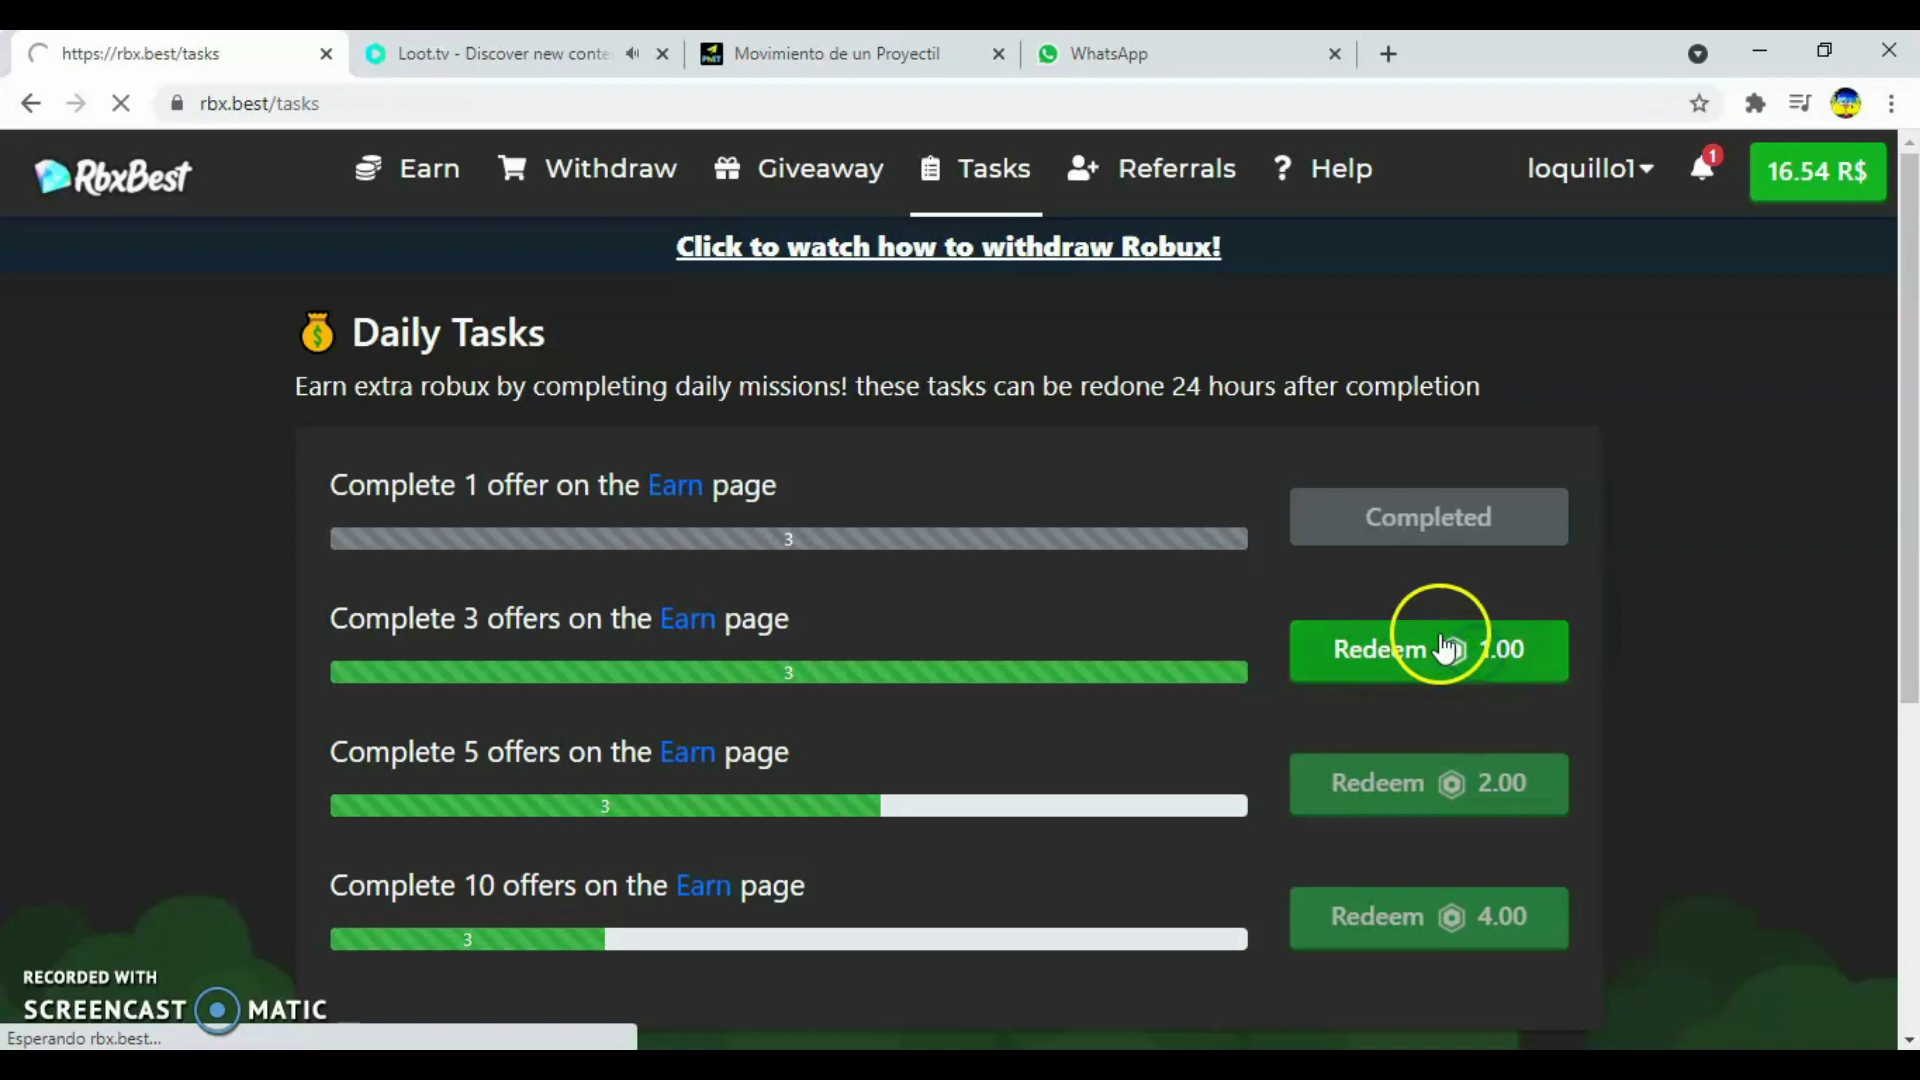 https://rbx.best/tasks
Loot.tv - Discover new conte
Movimiento de un Proyectil
WhatsApp
rbx.best/tasks
RbxBest
Earn
Withdraw
Giveaway
Tasks
Referrals
? Help
loquillo1
1
16.54 R$
Click to watch how to withdraw Robux!
Daily Tasks
Earn extra robux by completing daily missions! these tasks can be redone 24 hours after completion
Complete 1 offer on the Earn page
3
Completed
Complete 3 offers on the Earn page
3
Redeem 1.00
Complete 5 offers on the Earn page
3
Redeem 2.00
Complete 10 offers on the Earn page
3
Redeem 4.00
RECORDED WITH
SCREENCAST MATIC
Esperando rbx.best...